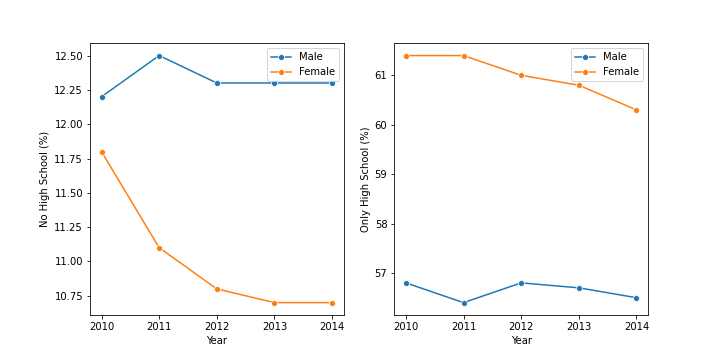 No High School (%)
12.50
12.25
12.00
11.75
11.50
11.25
11.00
10.75
Male
Female
2010 2011 2012 2013 2014
Year
Only High School (%)
61
60
59
58
57
Male
Female
2010 2011 2012 2013 2014
Year